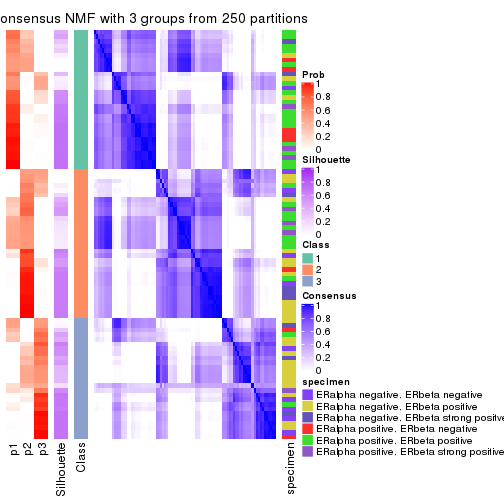 onsensus NMF with 3 groups from 250 partitions
Prob
1
0.8
0.6
0.4
0.2
0
Silhouette
1
0.8
0.6
0.4
0.2
0
Class
1
2
3
Consensus
1
0.8
0.6
0.4
0.2
0
specimen
ERalpha negative. ERbeta negative
ERalpha negative. ERbeta positive
ERalpha negative. ERbeta strong positive
ERalpha positive. ERbeta negative
ERalpha positive. ERbeta positive
ERalpha positive. ERbeta strong positive
p1
p2
p3
Silhouette
Class
specimen